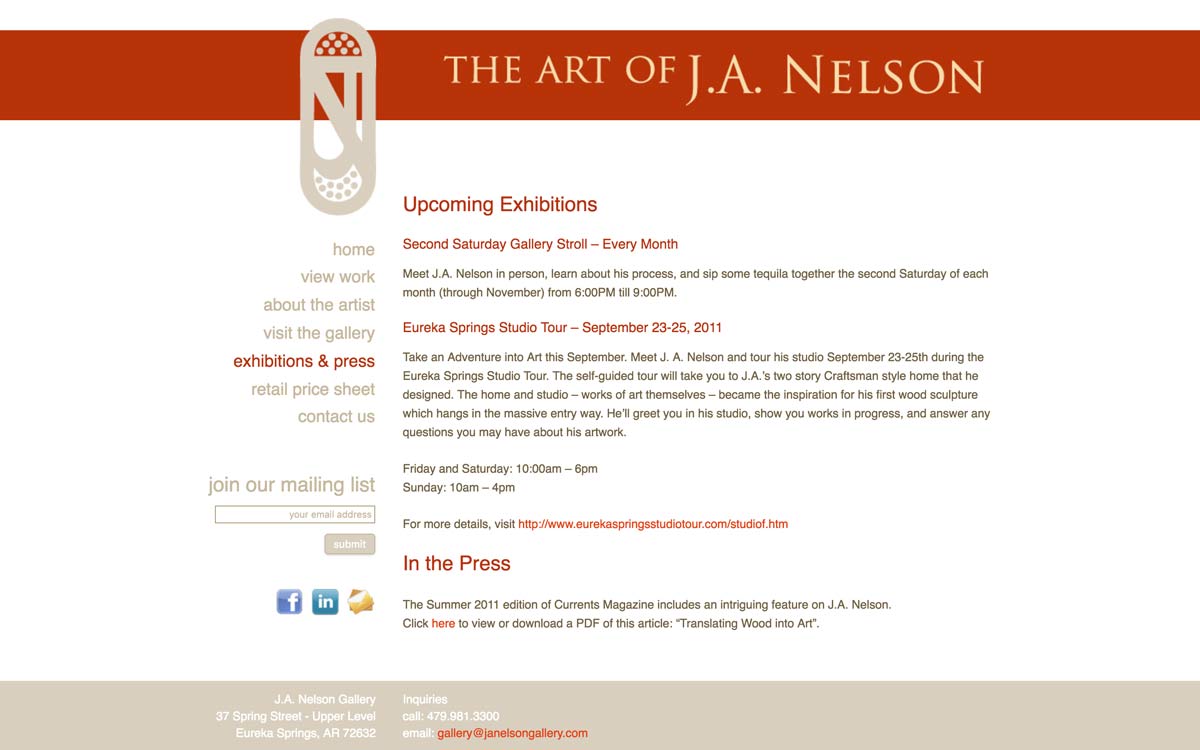 THE ART OF J.A. NELSON
home
view work
about the artist
visit the gallery
exhibitions & press
retail price sheet
contact us
join our mailing list
your email address
submit
Upcoming Exhibitions
Second Saturday Gallery Stroll – Every Month
Meet J.A. Nelson in person, learn about his process, and sip some tequila together the second Saturday of each
month (through November) from 6:00PM till 9:00PM.
Eureka Springs Studio Tour – September 23-25, 2011
Take an Adventure into Art this September. Meet J. A. Nelson and tour his studio September 23-25th during the
Eureka Springs Studio Tour. The self-guided tour will take you to J.A.'s two story Craftsman style home that he
designed. The home and studio – works of art themselves – became the inspiration for his first wood sculpture
which hangs in the massive entry way. He'll greet you in his studio, show you works in progress, and answer any
questions you may have about his artwork.
Friday and Saturday: 10:00am – 6pm
Sunday: 10am – 4pm
For more details, visit http://www.eurekaspringsstudiotour.com/studiof.htm
In the Press
The Summer 2011 edition of Currents Magazine includes an intriguing feature on J.A. Nelson.
Click here to view or download a PDF of this article: “Translating Wood into Art”.
J.A. Nelson Gallery
37 Spring Street - Upper Level
Eureka Springs, AR 72632
Inquiries
call: 479.981.3300
email: gallery@janelsongallery.com